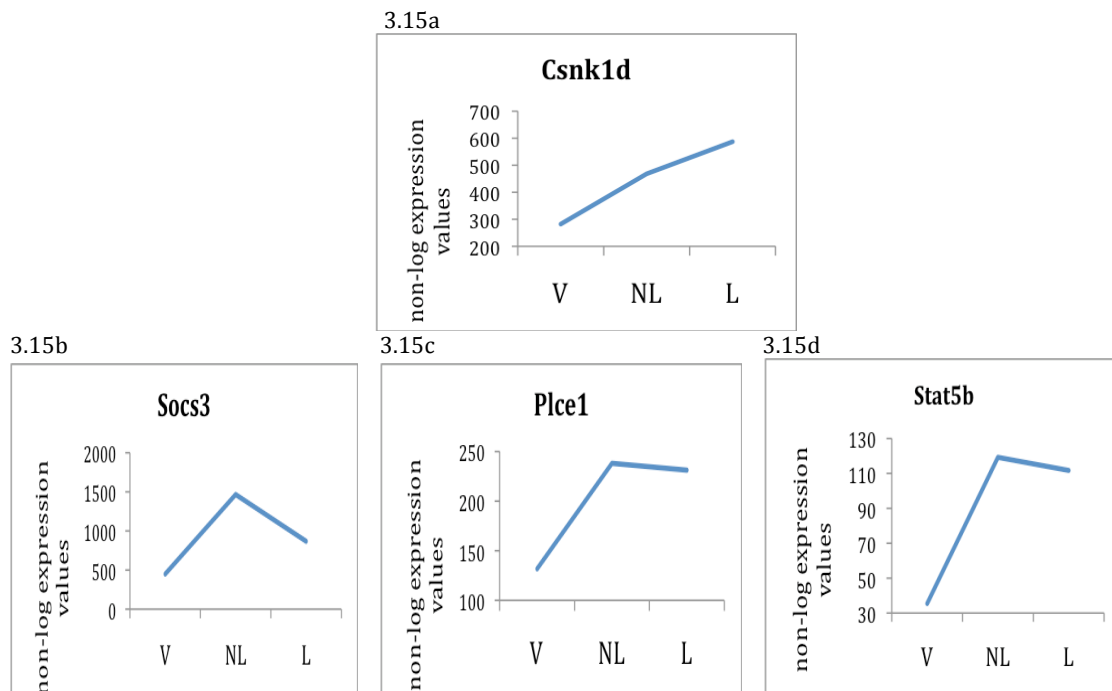 3.15a
Csnk1d
non-log expression
values
700
600
500
400
300
200
V NL L
3.15b
Socs3
non-log expression
values
2000
1500
1000
500
0
V NL L
3.15c
Plce1
non-log expression
values
250
200
150
100
V NL L
3.15d
Stat5b
non-log expression
values
130
110
90
70
50
30
V NL L